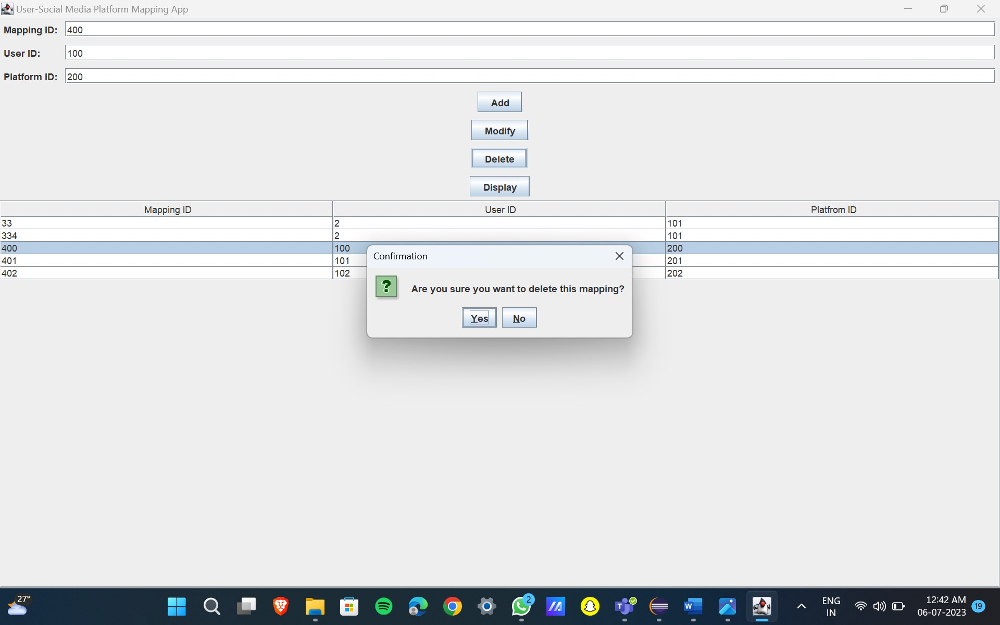 User-Social Media Platform Mapping App
Mapping ID: 400
User ID: 100
Platform ID: 200
Add
Modify
Delete
Display
Mapping ID User ID Platfrom ID
33 2 101
334 2 101
400 100 200
401 101 201
402 102 202
Confirmation
?
Are you sure you want to delete this mapping?
Yes No
27°
2
W
ENG
IN
12:42 AM
06-07-2023
19